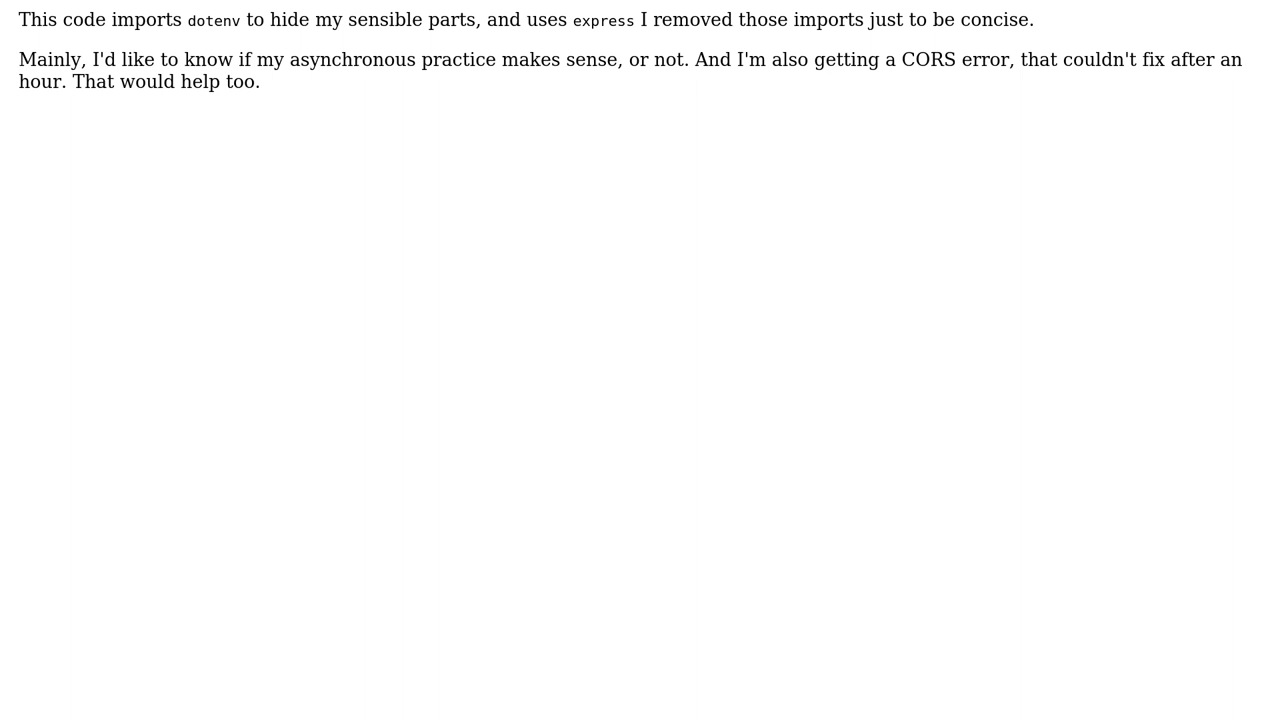 This code imports dotenv to hide my sensible parts, and uses express I removed those imports just to be concise.
Mainly, I'd like to know if my asynchronous practice makes sense, or not. And I'm also getting a CORS error, that couldn't fix after an
hour. That would help too.